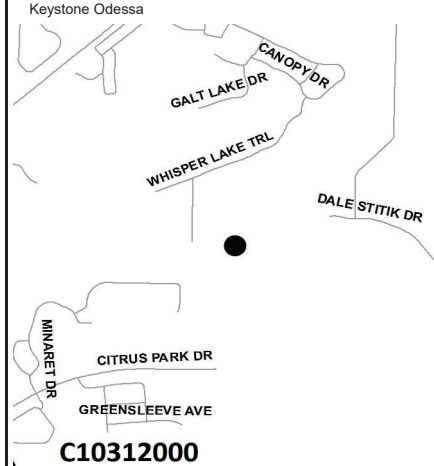 Keystone Odessa
CANOPY DR
GALT LAKE DR
WHISPER LAKE TRL
DALE STITIK DR
MINARET DR
CITRUS PARK DR
GREENSLEEVE AVE
C10312000